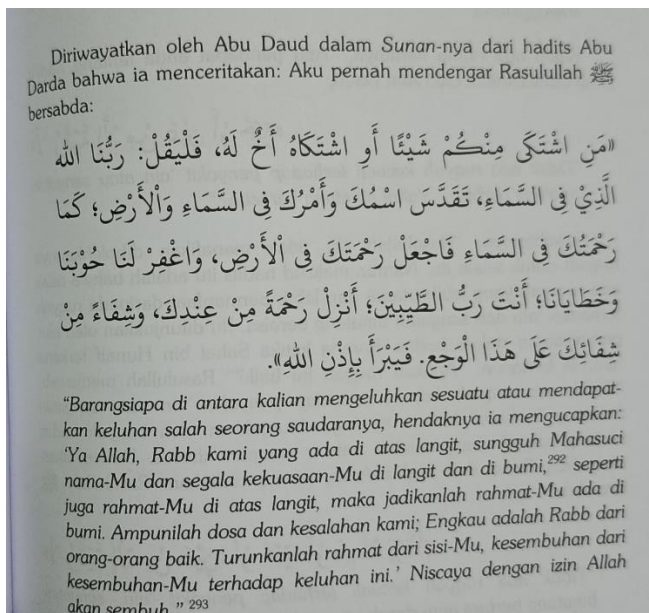 Diriwayatkan oleh Abu Daud dalam Sunan-nya dari hadits Abu
Darda bahwa ia menceritakan: Aku pernah mendengar Rasulullah ﷺ
bersabda:
«مَنِ اشْتَكَى مِنْكُمْ شَيْئًا أَوِ اشْتَكَاهُ أَخٌ لَهُ، فَلْيَقُلْ: رَبُّنَا اللهُ
الَّذِيْ فِى السَّمَاءِ، تَقَدَّسَ اسْمُكَ وَأَمْرُكَ فِى السَّمَاءِ وَالْأَرْضِ؛ كَمَا
رَحْمَتُكَ فِى السَّمَاءِ فَاجْعَلْ رَحْمَتَكَ فِى الْأَرْضِ، وَاغْفِرْ لَنَا حُوْبَنَا
وَخَطَايَانَا؛ أَنْتَ رَبُّ الطَّيِّبِيْنَ؛ أَنْزِلْ رَحْمَةً مِنْ عِنْدِكَ، وَشِفَاءً مِنْ
شِفَائِكَ عَلَى هَذَا الْوَجْعِ. فَيَبْرَأُ بِإِذْنِ اللهِ».
“Barangsiapa di antara kalian mengeluhkan sesuatu atau mendapat-
kan keluhan salah seorang saudaranya, hendaknya ia mengucapkan:
‘Ya Allah, Rabb kami yang ada di atas langit, sungguh Mahasuci
nama-Mu dan segala kekuasaan-Mu di langit dan di bumi,292 seperti
juga rahmat-Mu di atas langit, maka jadikanlah rahmat-Mu ada di
bumi. Ampunilah dosa dan kesalahan kami; Engkau adalah Rabb dari
orang-orang baik. Turunkanlah rahmat dari sisi-Mu, kesembuhan dari
kesembuhan-Mu terhadap keluhan ini.’ Niscaya dengan izin Allah
akan sembuh.” 293